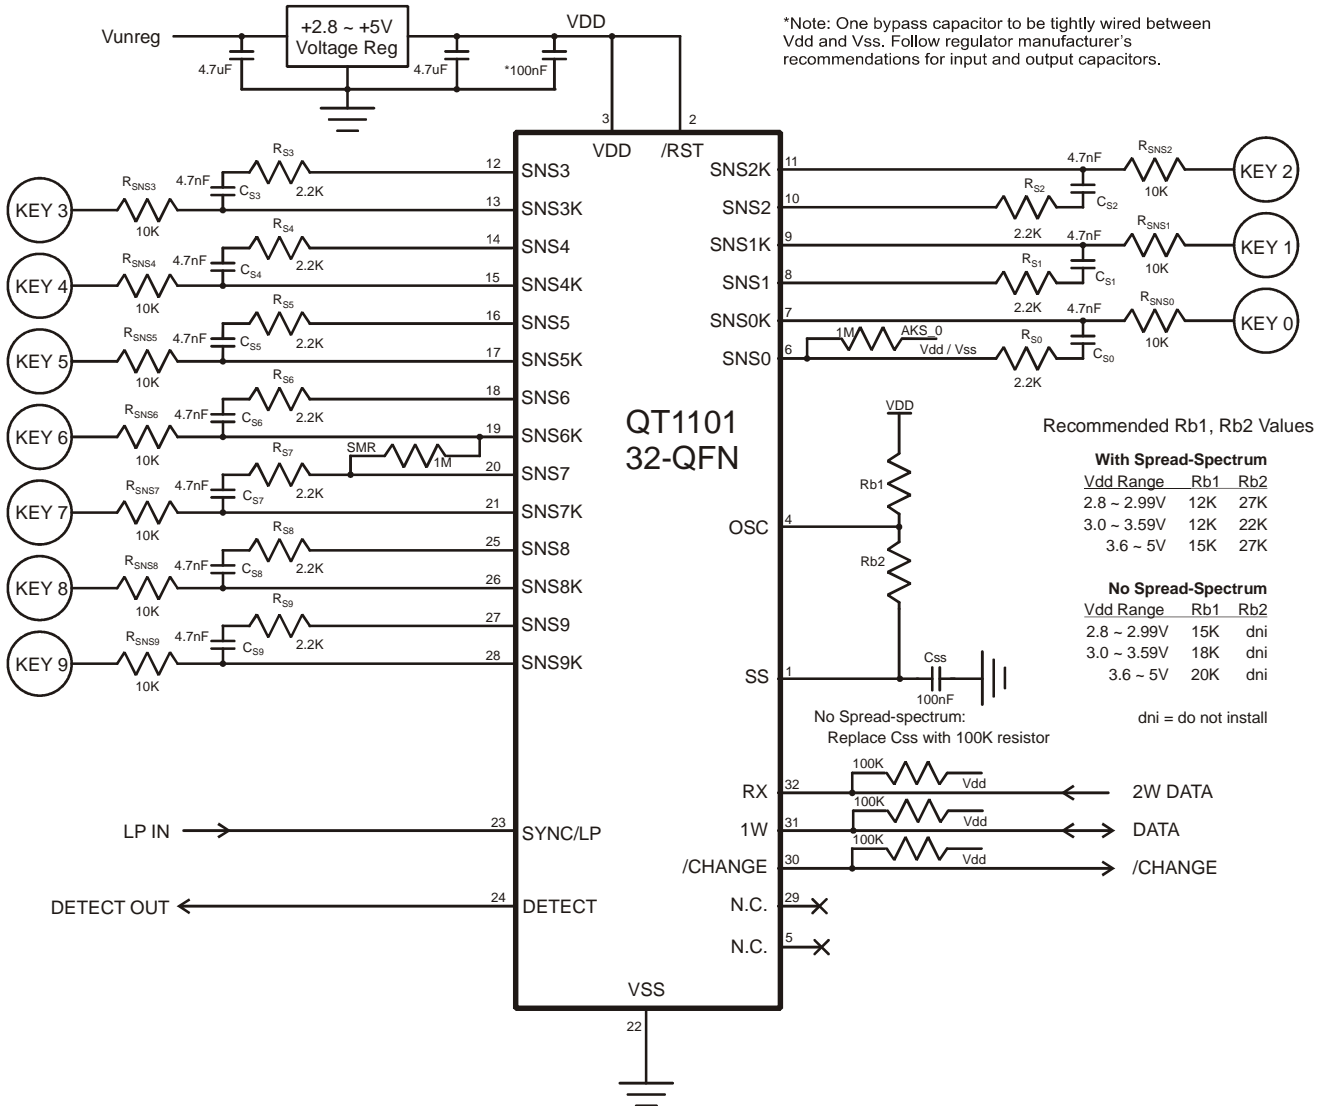 *Note: One bypass capacitor to be tightly wired between
Vdd and Vss. Follow regulator manufacturer's
recommendations for input and output capacitors.
Vunreg
+2.8 ~ +5V
Voltage Reg
VDD
4.7uF
4.7uF
*100nF
3
2
VDD
/RST
QT1101
32-QFN
KEY 3
RSNS3
10K
4.7nF
CS3
RS3
2.2K
12
SNS3
13
SNS3K
KEY 4
RSNS4
10K
4.7nF
CS4
RS4
2.2K
14
SNS4
15
SNS4K
KEY 5
RSNS5
10K
4.7nF
CS5
RS5
2.2K
16
SNS5
17
SNS5K
KEY 6
RSNS6
10K
4.7nF
CS6
RS6
2.2K
18
SNS6
19
SNS6K
SMR
1M
KEY 7
RSNS7
10K
4.7nF
CS7
RS7
2.2K
20
SNS7
21
SNS7K
KEY 8
RSNS8
10K
4.7nF
CS8
RS8
2.2K
25
SNS8
26
SNS8K
KEY 9
RSNS9
10K
4.7nF
CS9
RS9
2.2K
27
SNS9
28
SNS9K
LP IN
23
SYNC/LP
DETECT OUT
24
DETECT
SNS2K
11
4.7nF
RSNS2
10K
KEY 2
SNS2
10
RS2
2.2K
CS2
SNS1K
9
4.7nF
RSNS1
10K
KEY 1
SNS1
8
RS1
2.2K
CS1
SNS0K
7
4.7nF
RSNS0
10K
KEY 0
SNS0
6
1M
AKS_0
Vdd / Vss
RS0
2.2K
CS0
VDD
Rb1
OSC
4
Rb2
SS
1
Css
100nF
No Spread-spectrum:
Replace Css with 100K resistor
Recommended Rb1, Rb2 Values
With Spread-Spectrum
Vdd Range Rb1 Rb2
2.8 ~ 2.99V 12K 27K
3.0 ~ 3.59V 12K 22K
3.6 ~ 5V 15K 27K
No Spread-Spectrum
Vdd Range Rb1 Rb2
2.8 ~ 2.99V 15K dni
3.0 ~ 3.59V 18K dni
3.6 ~ 5V 20K dni
dni = do not install
RX
32
100K
Vdd
2W DATA
1W
31
100K
Vdd
DATA
/CHANGE
30
100K
Vdd
/CHANGE
N.C.
29
N.C.
5
VSS
22